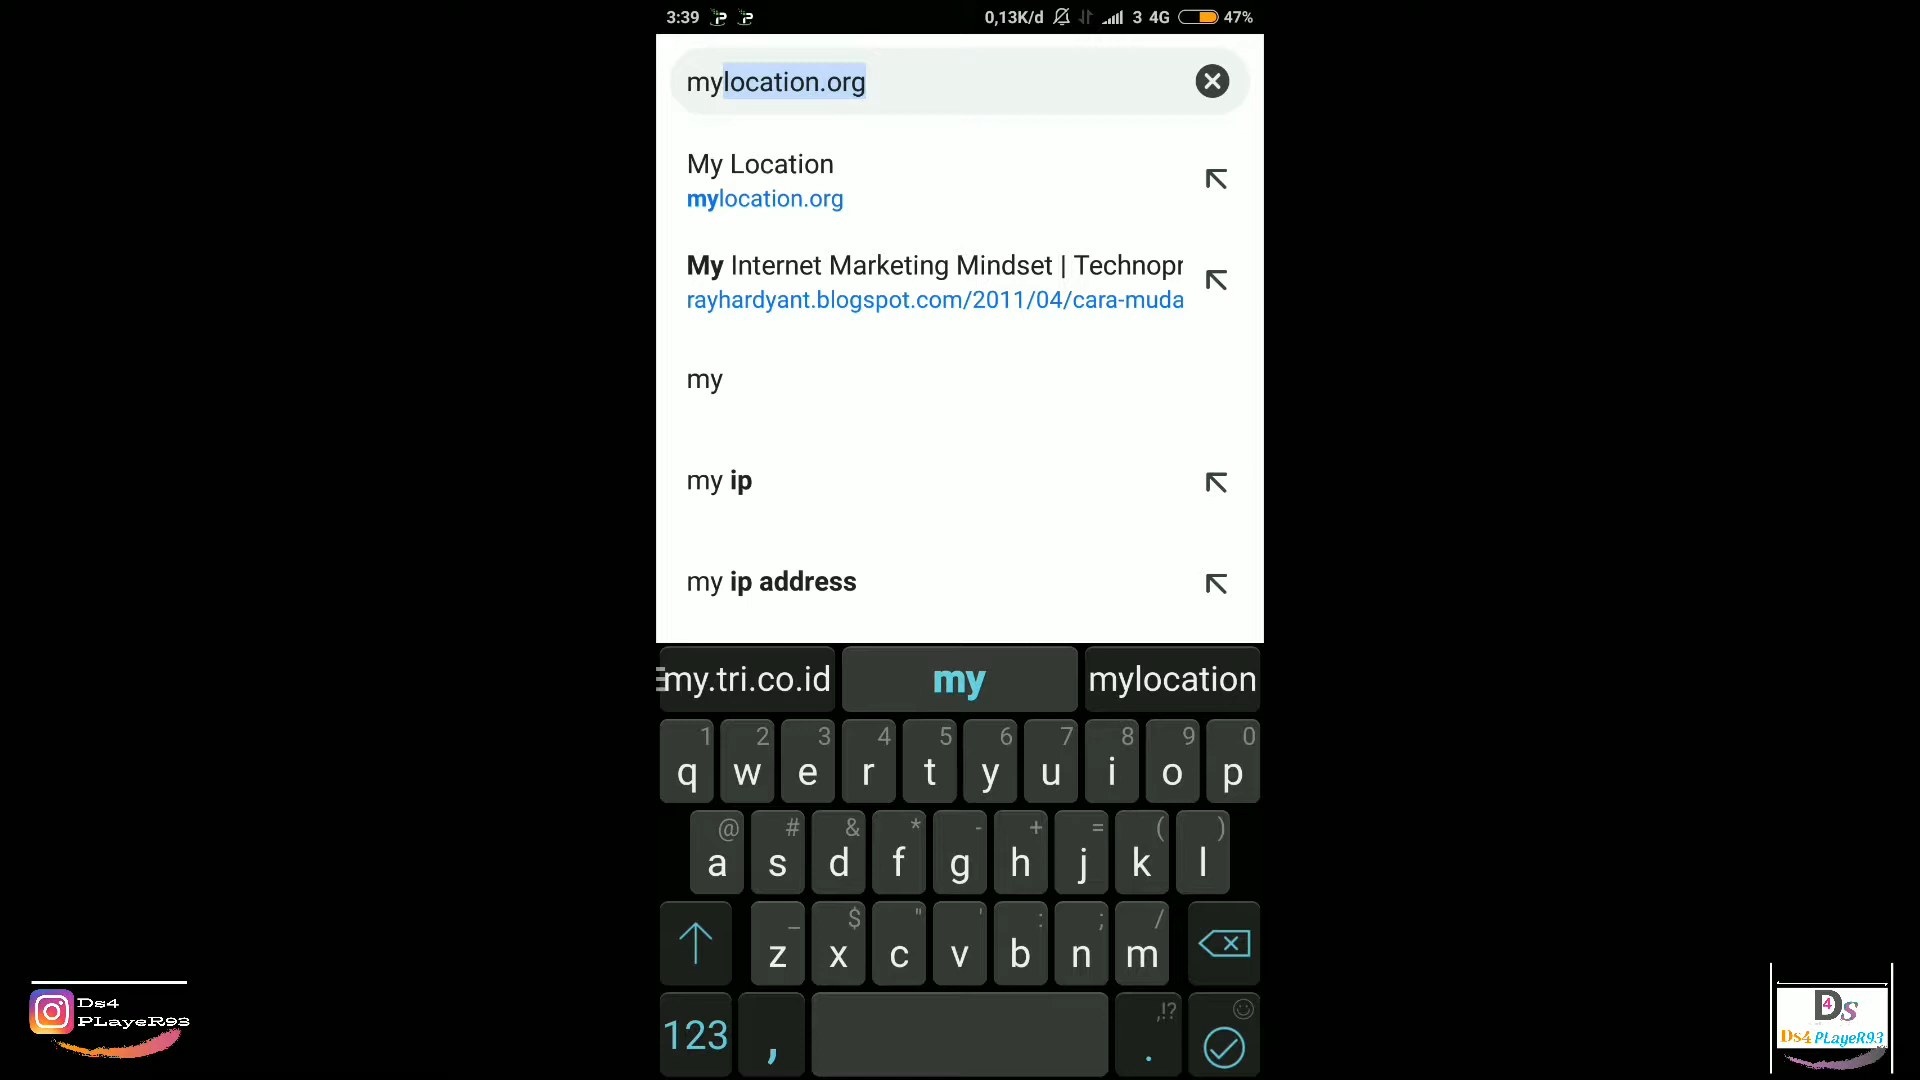 3:39 0,13K/d 3 4G 47%
mylocation.org
My Location
mylocation.org
My Internet Marketing Mindset | Technopr
rayhardyant.blogspot.com/2011/04/cara-muda
my
my ip
my ip address
my.tri.co.id my mylocation
1 2 3 4 5 6 7 8 9 0
q w e r t y u i o p
@ # & * - + = ( )
a s d f g h j k l
_ $ " ' : ; /
z x c v b n m
,!?
123 , .
Ds4
PLayeR93
D4s
Ds4 PLayeR93